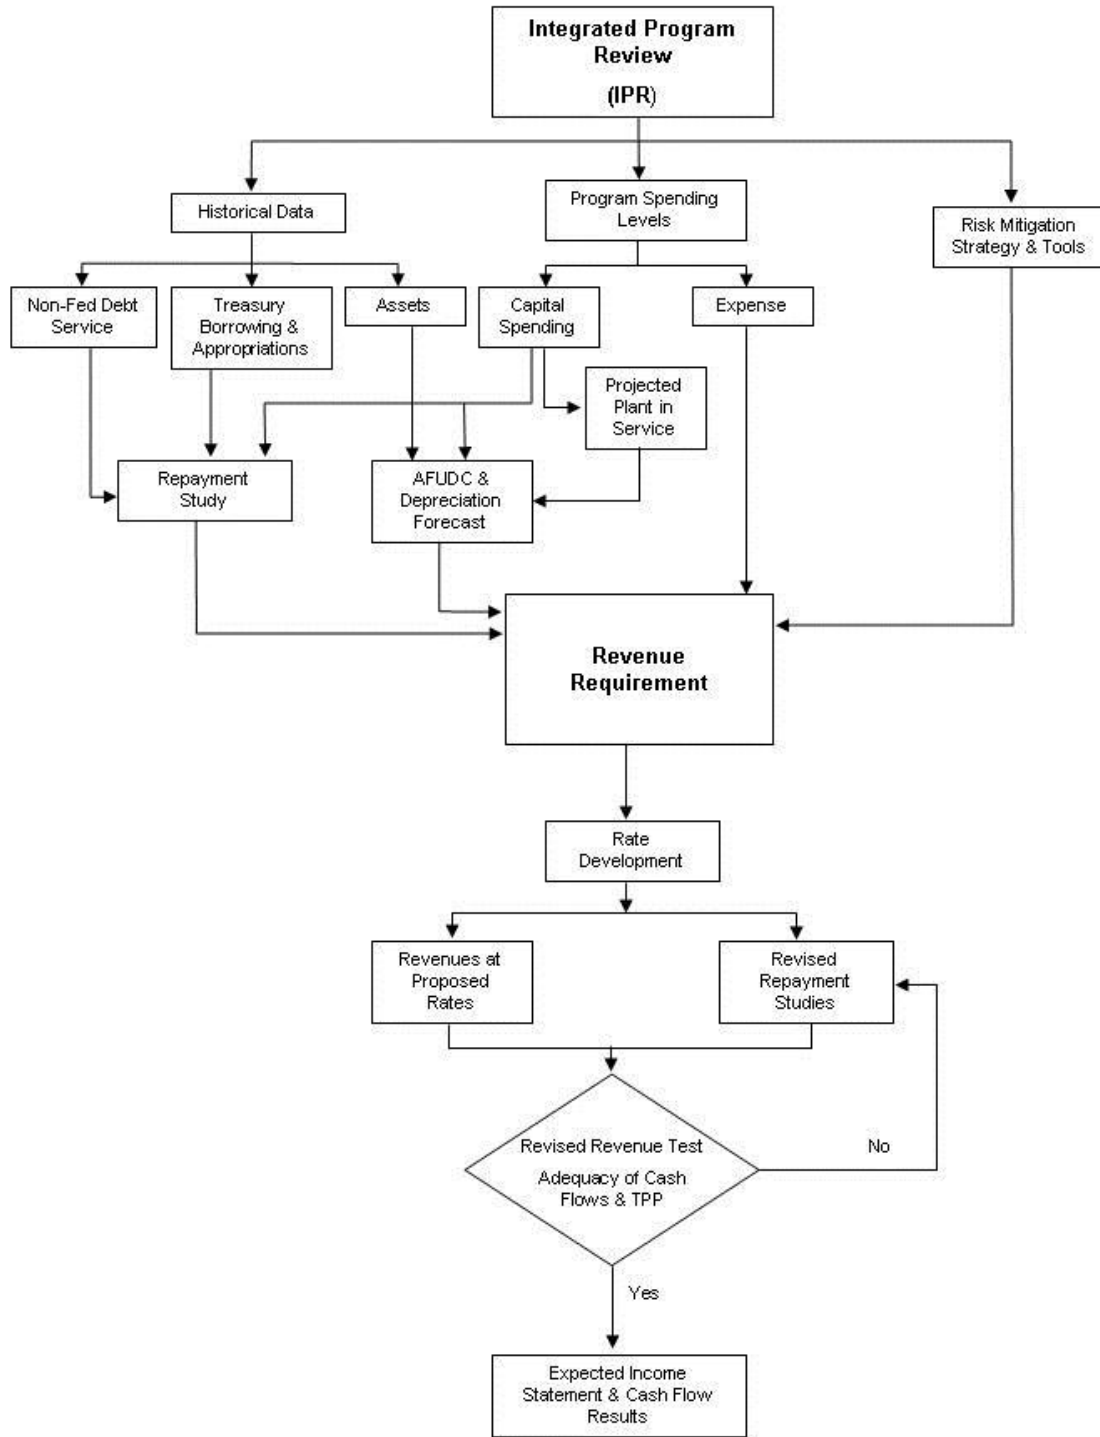 Integrated Program
Review
(IPR)
Historical Data
Program Spending
Levels
Risk Mitigation
Strategy & Tools
Non-Fed Debt
Service
Treasury
Borrowing &
Appropriations
Assets
Capital
Spending
Expense
Projected
Plant in
Service
Repayment
Study
AFUDC &
Depreciation
Forecast
Revenue
Requirement
Rate
Development
Revenues at
Proposed
Rates
Revised
Repayment
Studies
Revised Revenue Test
Adequacy of Cash
Flows & TPP
No
Yes
Expected Income
Statement & Cash Flow
Results